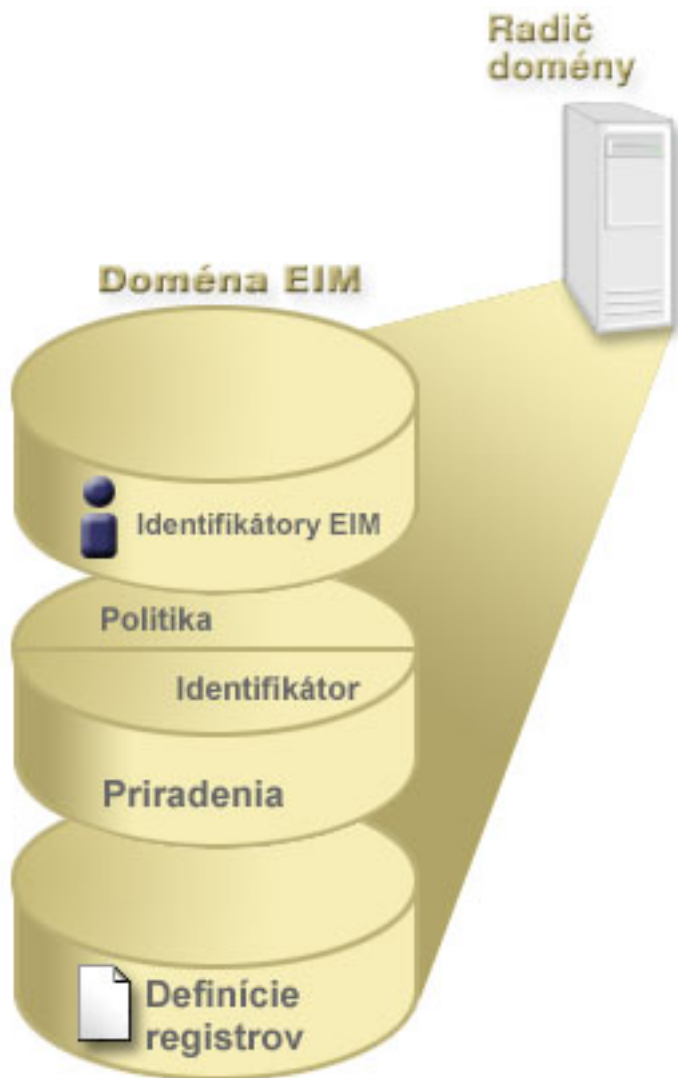 Radič
domény
Doména EIM
Identifikátory EIM
Politika
Identifikátor
Priradenia
Definície
registrov